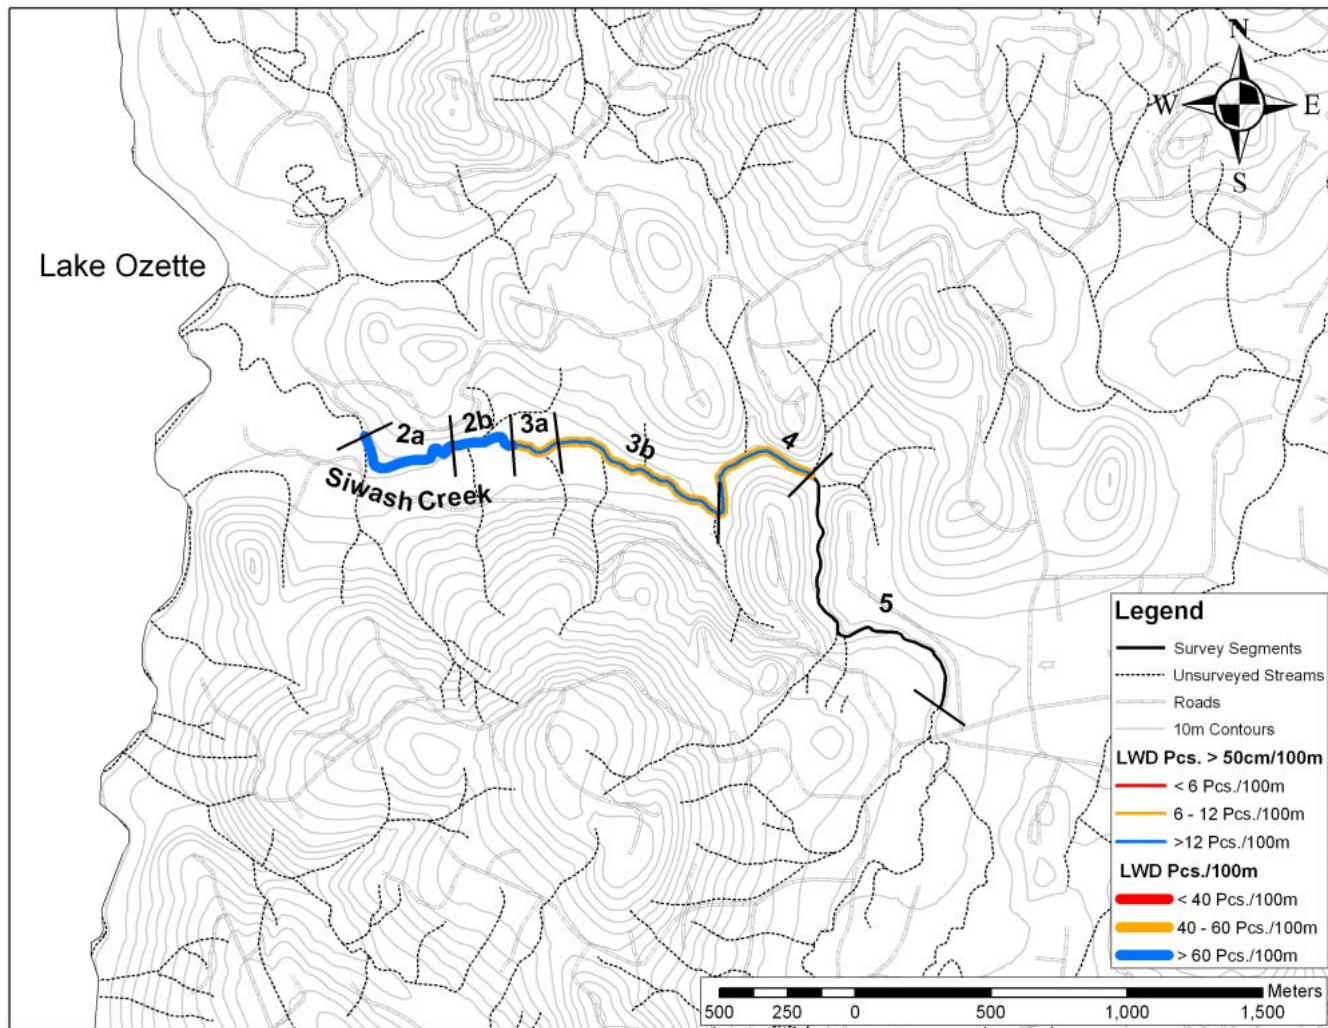 N
W E
S
Lake Ozette
2a
2b
3a
3b
4
Siwash Creek
5
Legend
Survey Segments
Unsurveyed Streams
Roads
10m Contours
LWD Pcs. > 50cm/100m
< 6 Pcs./100m
6 - 12 Pcs./100m
>12 Pcs./100m
LWD Pcs./100m
< 40 Pcs./100m
40 - 60 Pcs./100m
> 60 Pcs./100m
Meters
500 250 0 500 1,000 1,500